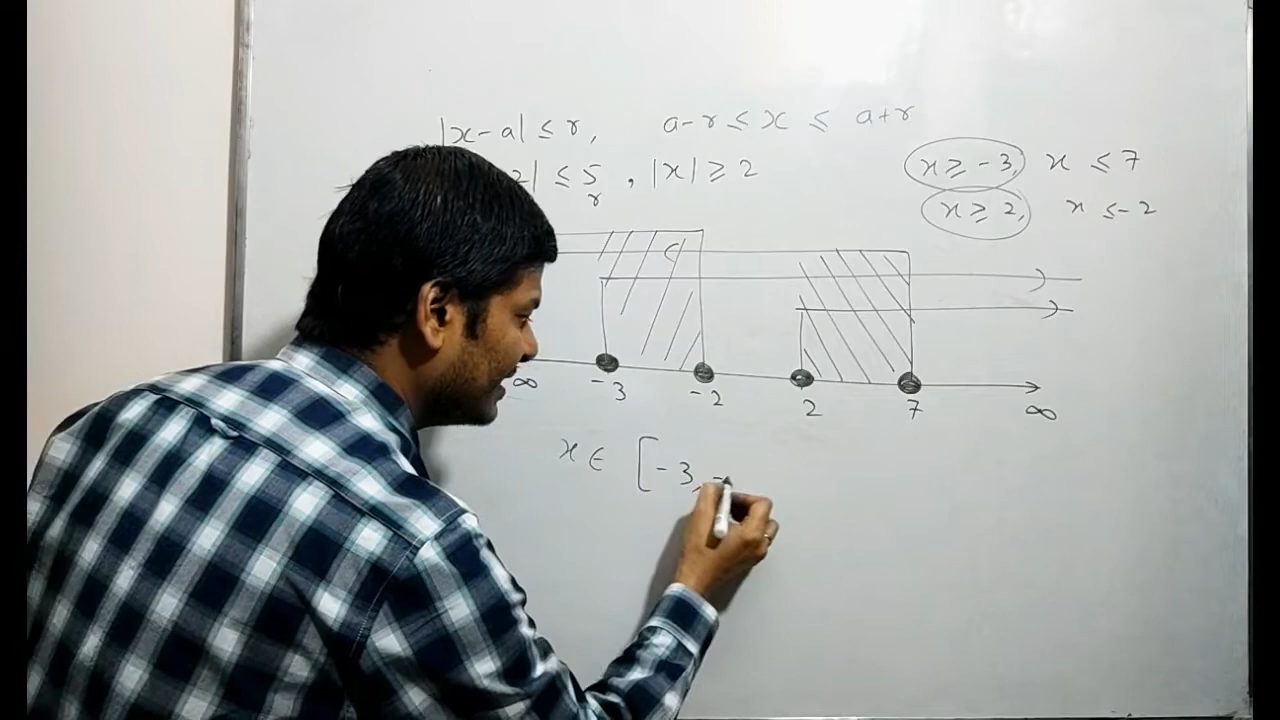 |x-a| ≤ r, a-r ≤ x ≤ a+r
2| ≤ 5, |x| ≥ 2
r
x ≥ -3, x ≤ 7
x ≥ 2, x ≤ -2
∞ -3 -2 2 7 ∞
x ∈ [-3, -